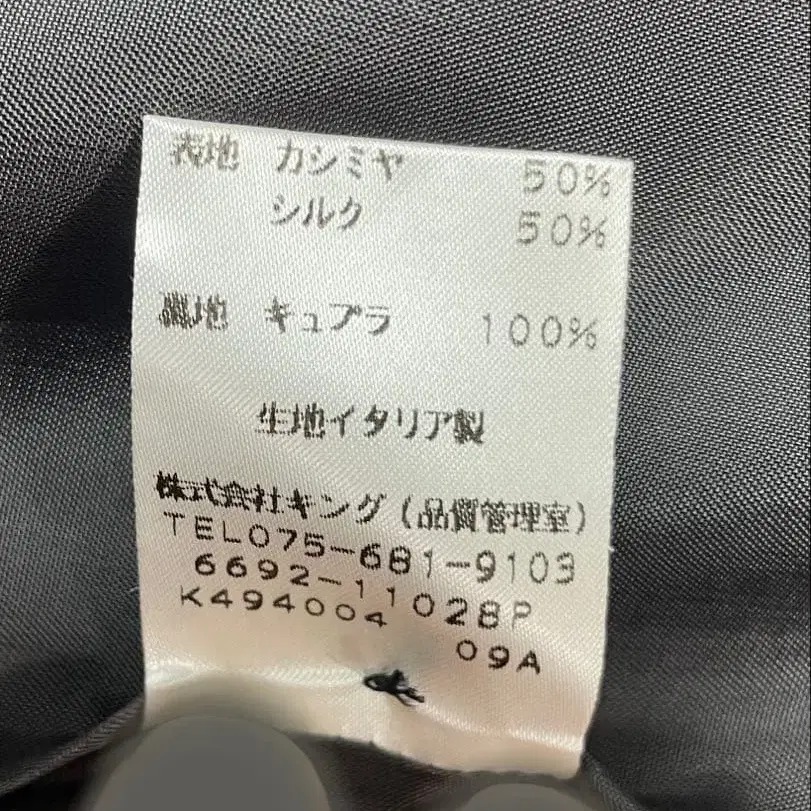 表地 カシミヤ 50%
シルク 50%
裏地 キュプラ 100%
生地イタリア製
株式会社キング(品質管理室)
TEL075-681-9103
6692-11028P
K494004
09A